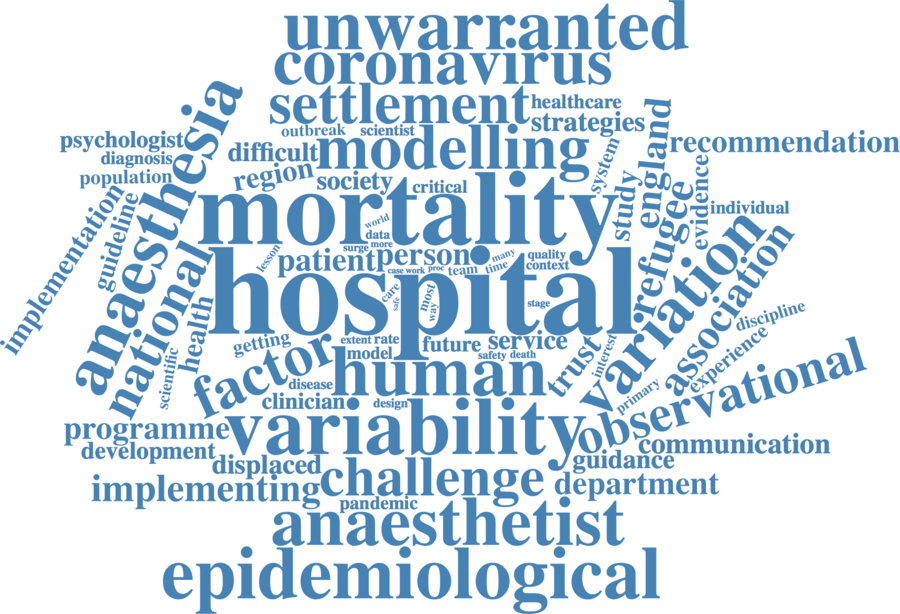 unwarranted
coronavirus
settlement
healthcare
strategies
outbreak
scientist
psychologist
diagnosis
population
difficult
modelling
system
england
recommendation
anaesthesia
region
society
critical
study
refugee
evidence
individual
implementation
guideline
mortality
world
data
more
surge
lesson
patient
person
many
time
quality
context
case
work
proc
team
national
health
scientific
hospital
care
safe
most
way
stage
variation
association
discipline
experience
getting
extent
rate
model
future
service
safety
death
trust
interest
primary
factor
disease
human
clinician
design
observational
programme
development
variability
communication
displaced
guidance
implementing
challenge
department
pandemic
anaesthetist
epidemiological